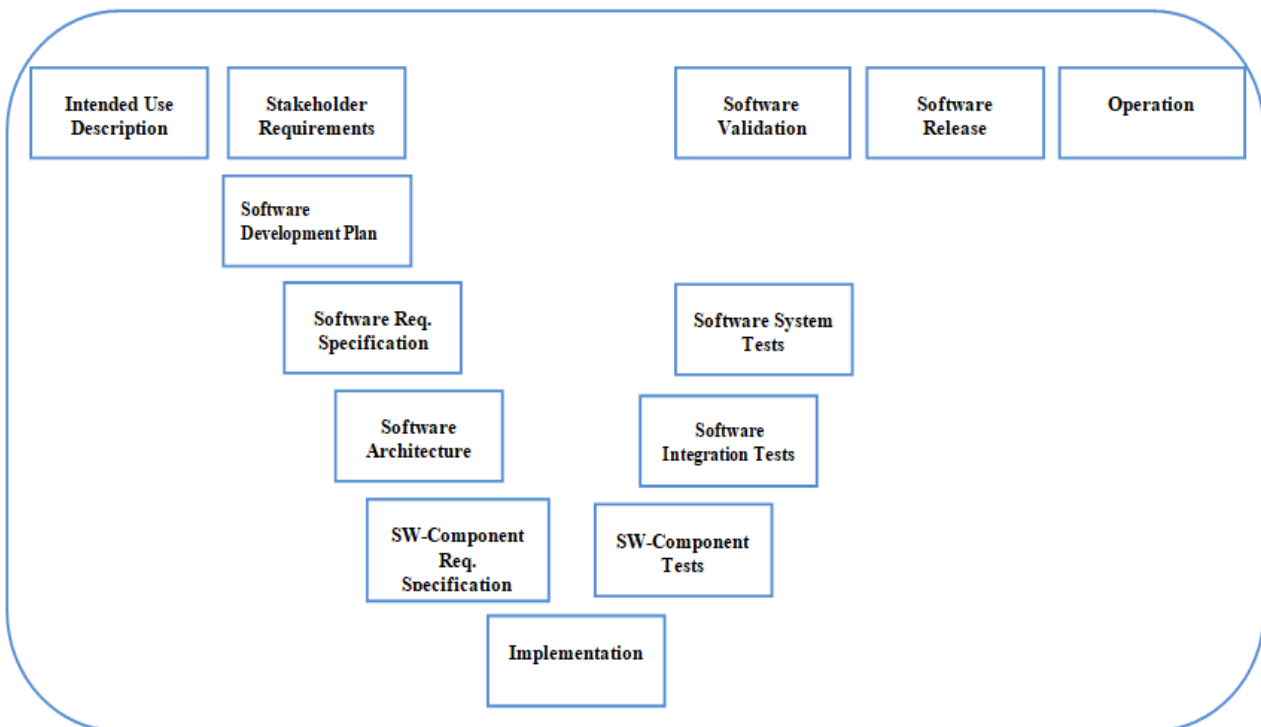 Intended Use
Description
Stakeholder
Requirements
Software
Validation
Software
Release
Operation
Software
Development Plan
Software Req.
Specification
Software System
Tests
Software
Architecture
Software
Integration Tests
SW-Component
Req.
Specification
SW-Component
Tests
Implementation